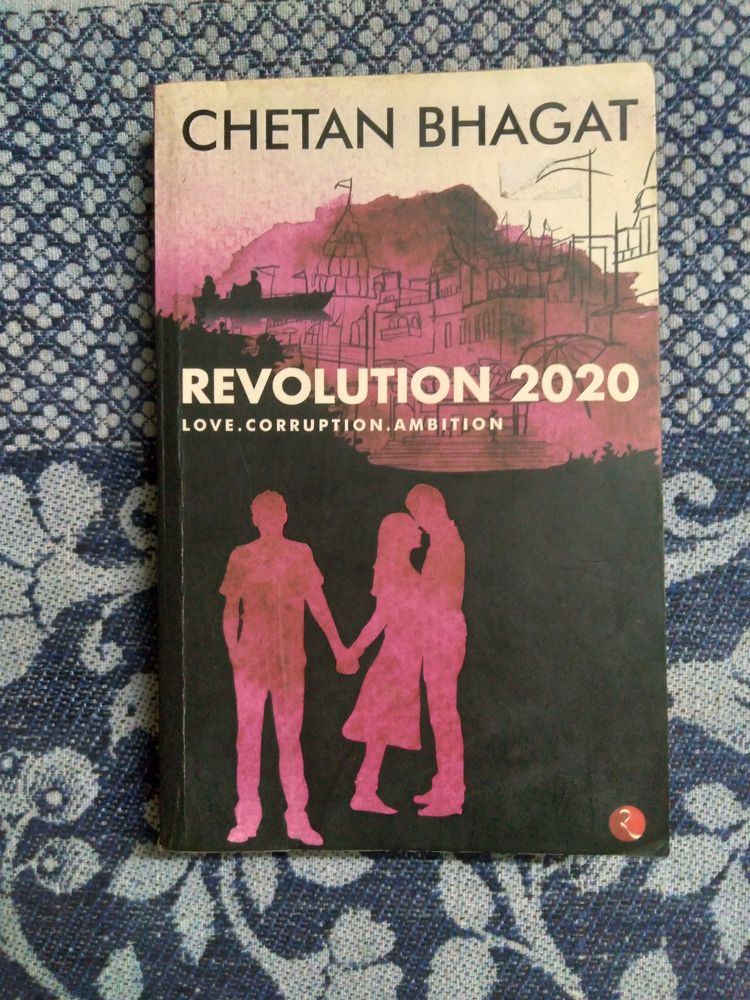 CHETAN BHAGAT
REVOLUTION 2020
LOVE.CORRUPTION.AMBITION